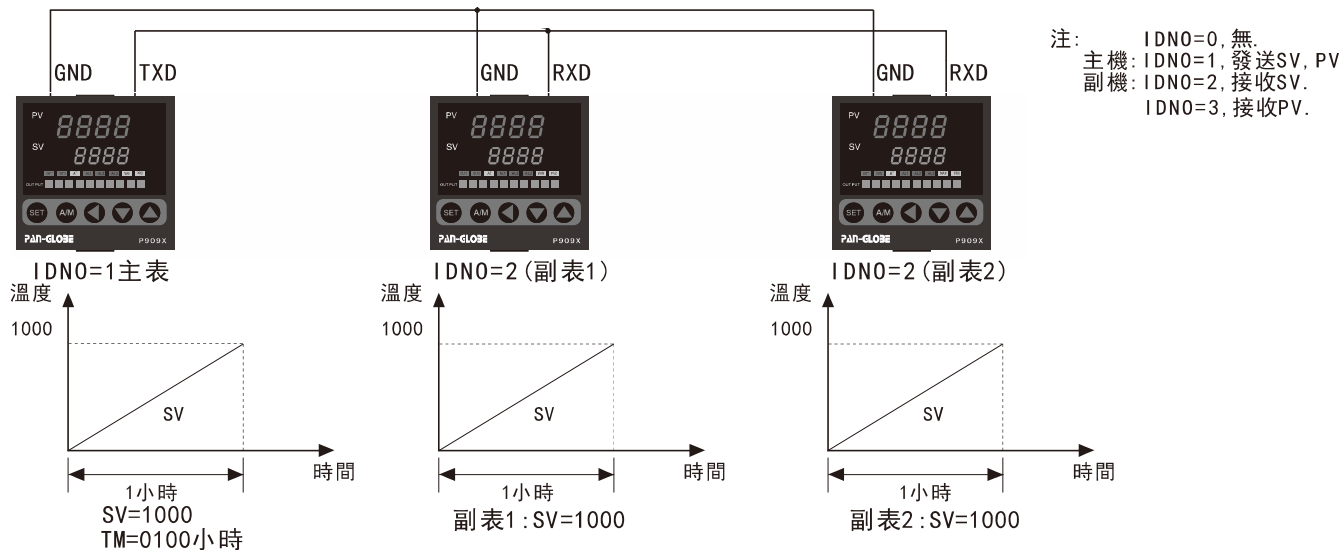 GND TXD
GND RXD
GND RXD
注: IDNO=0,無.
主機:IDNO=1,發送SV,PV
副機:IDNO=2,接收SV.
IDNO=3,接收PV.
PV
8888
SV
8888
OUTPUT
SET A/M
PAN-GLOBE P909X
PV
8888
SV
8888
OUTPUT
SET A/M
PAN-GLOBE P909X
PV
8888
SV
8888
OUTPUT
SET A/M
PAN-GLOBE P909X
IDNO=1主表
IDNO=2(副表1)
IDNO=2(副表2)
溫度
1000
SV
時間
1小時
SV=1000
TM=0100小時
溫度
1000
SV
時間
1小時
副表1:SV=1000
溫度
1000
SV
時間
1小時
副表2:SV=1000